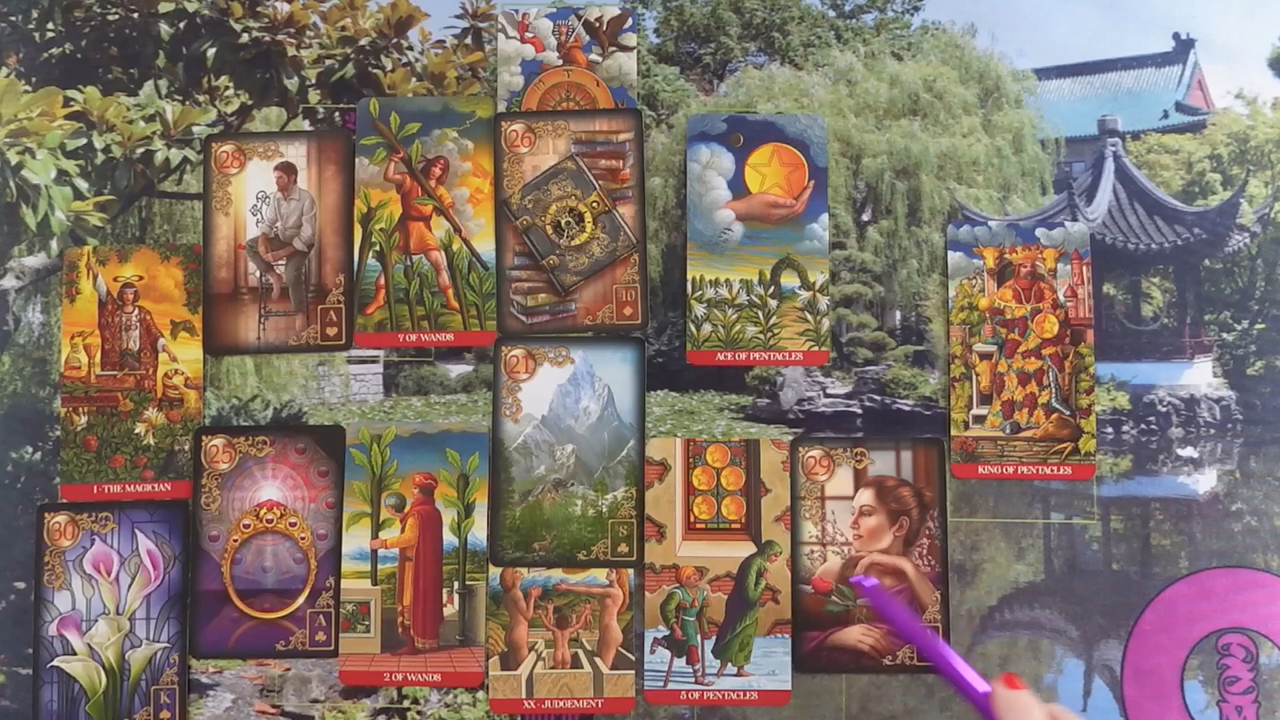 26
10
28
A
7 OF WANDS
ACE OF PENTACLES
I · THE MAGICIAN
KING OF PENTACLES
21
8
25
A
2 OF WANDS
29
30
K
XX · JUDGEMENT
5 OF PENTACLES